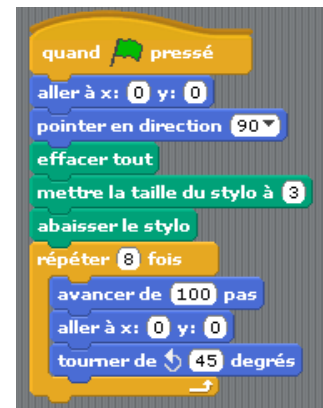 quand pressé
aller à x: 0 y: 0
pointer en direction 90
effacer tout
mettre la taille du stylo à 3
abaisser le stylo
répéter 8 fois
avancer de 100 pas
aller à x: 0 y: 0
tourner de 45 degrés